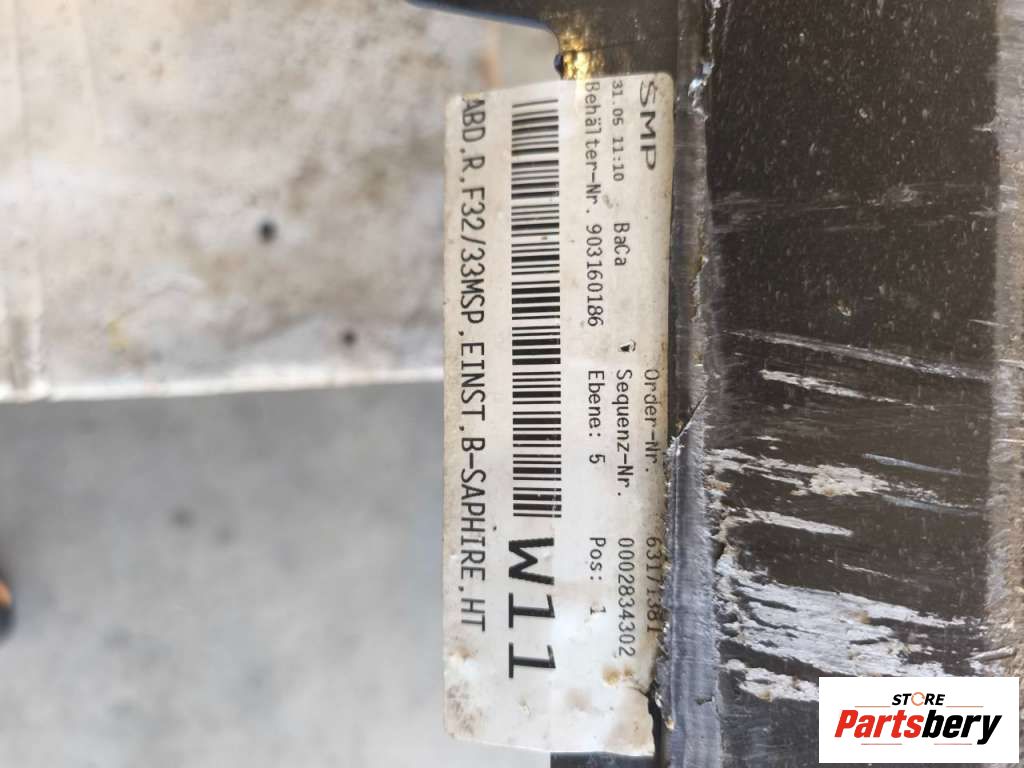 SMP Order-Nr. 63171381
31.05 11:10 BaCa Sequenz-Nr. 0002834302
Behälter-Nr. 903160186 Ebene: 5 Pos: 1
W11
ABD,R,F32/33MSP,EINST,B-SAPHIRE,HT
STORE
Partsbery